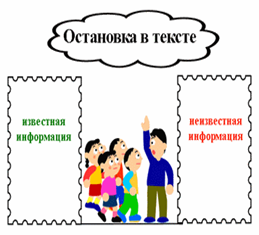 Остановка в тексте
известная
информация
неизвестная
информация